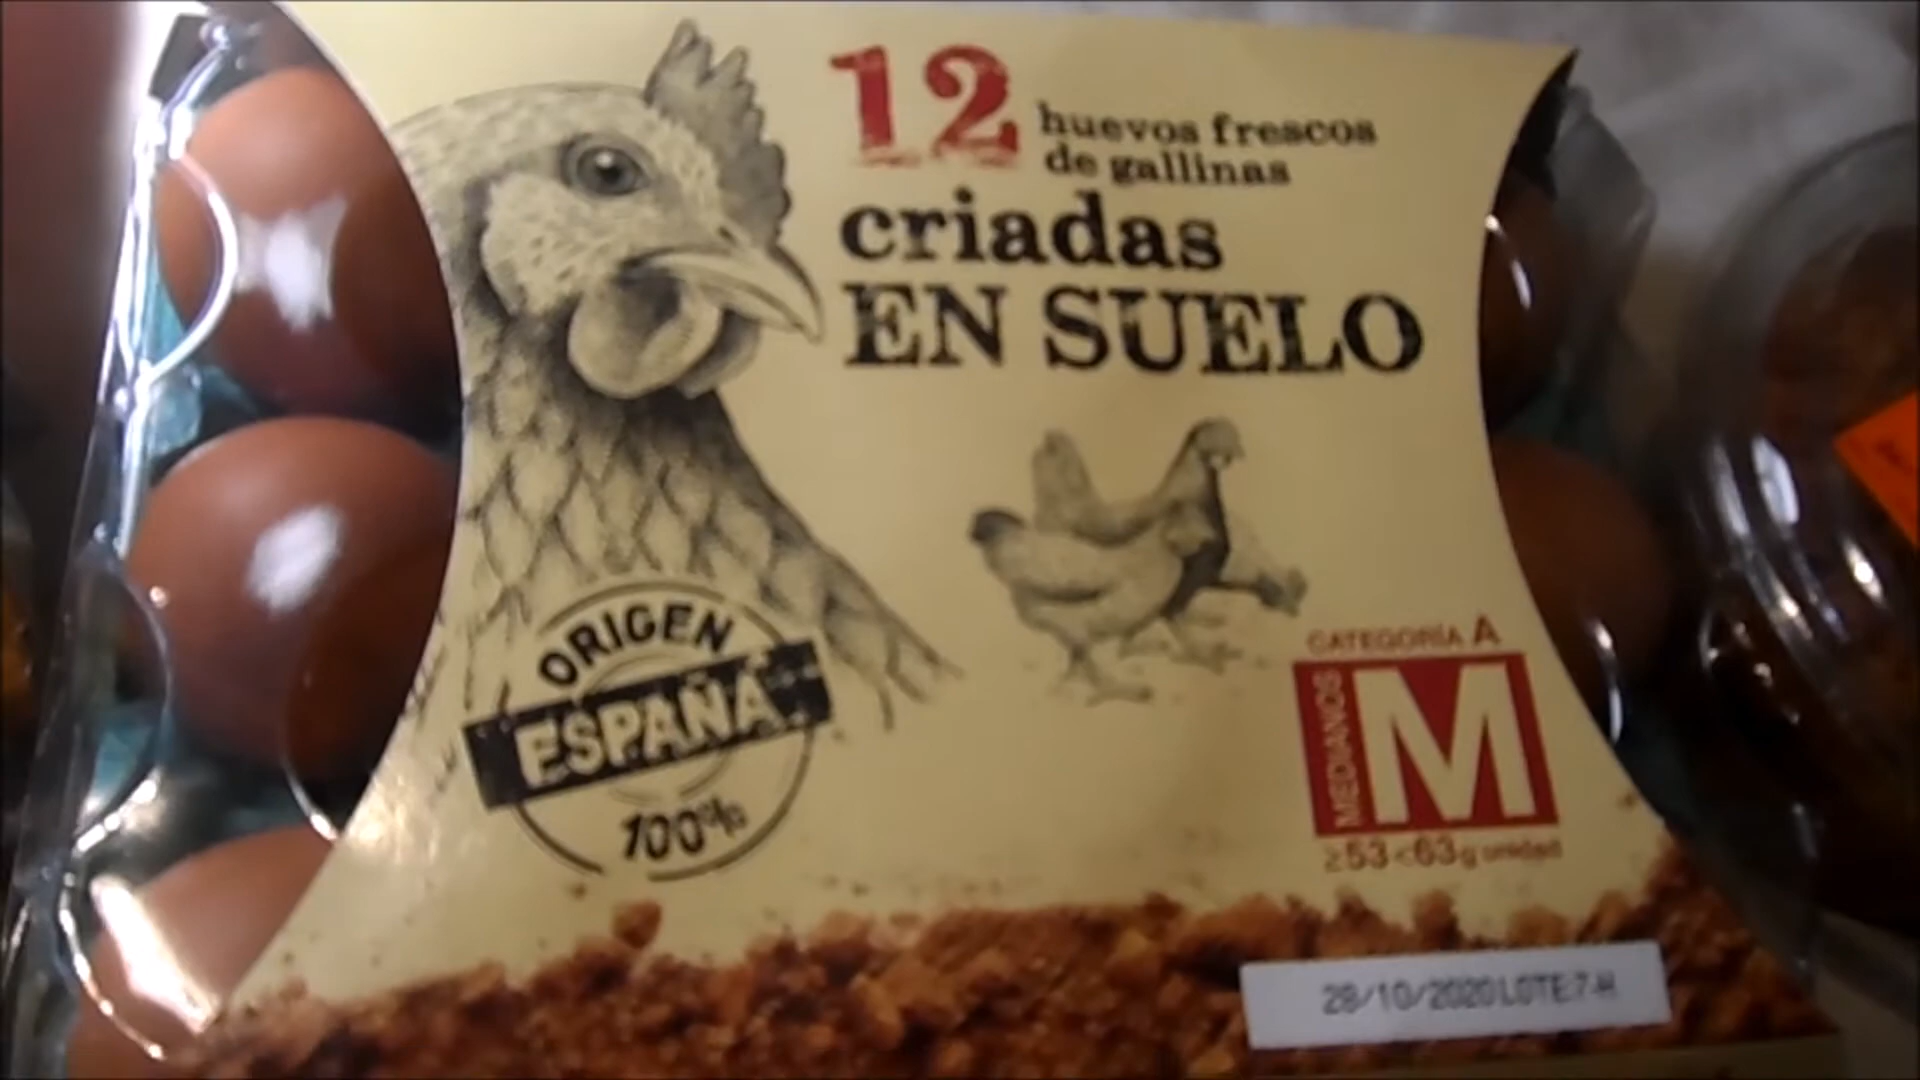 12 huevos frescos
de gallinas
criadas
EN SUELO
ORIGEN
ESPAÑA
100%
CATEGORÍA A
MEDIANOS
M
≥53<63g unidad
28/10/2020 LOTE:7-H